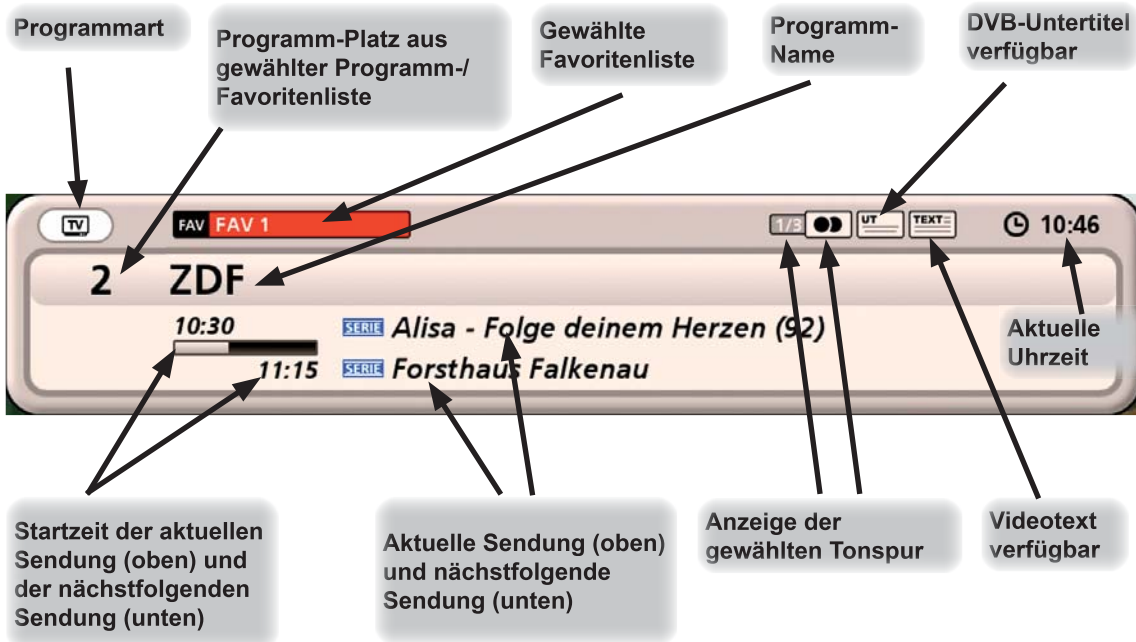 Programmart
Programm-Platz aus
gewählter Programm-/
Favoritenliste
Gewählte
Favoritenliste
Programm-
Name
DVB-Untertitel
verfügbar
TV
FAV FAV 1
1/3
UT
TEXT
10:46
2 ZDF
10:30
SERIE Alisa - Folge deinem Herzen (92)
11:15
SERIE Forsthaus Falkenau
Aktuelle
Uhrzeit
Startzeit der aktuellen
Sendung (oben) und
der nächstfolgenden
Sendung (unten)
Aktuelle Sendung (oben)
und nächstfolgende
Sendung (unten)
Anzeige der
gewählten Tonspur
Videotext
verfügbar